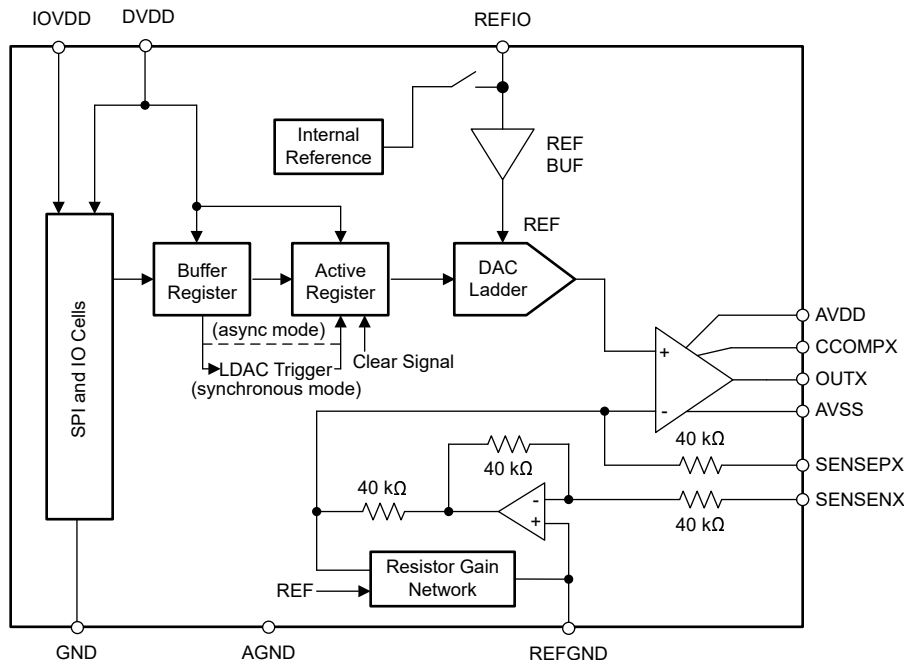 IOVDD
DVDD
REFIO
Internal
Reference
REF
BUF
REF
SPI and IO Cells
Buffer
Register
Active
Register
DAC
Ladder
(async mode)
LDAC Trigger
(synchronous mode)
Clear Signal
+
-
AVDD
CCOMPX
OUTX
AVSS
40 kΩ
SENSEPX
40 kΩ
40 kΩ
-
+
40 kΩ
SENSENX
Resistor Gain
Network
REF
GND
AGND
REFGND